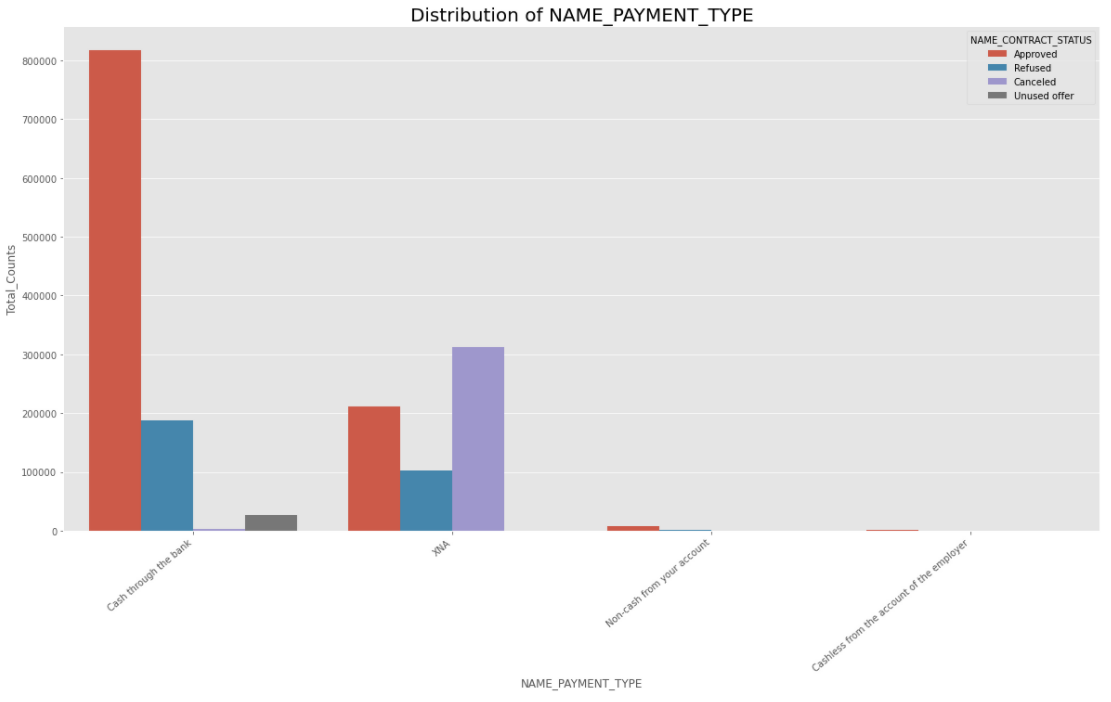 Distribution of NAME_PAYMENT_TYPE
NAME_CONTRACT_STATUS
Approved
Refused
Canceled
Unused offer
Total_Counts
800000
700000
600000
500000
400000
300000
200000
100000
0
Cash through the bank
XNA
Non-cash from your account
Cashless from the account of the employer
NAME_PAYMENT_TYPE